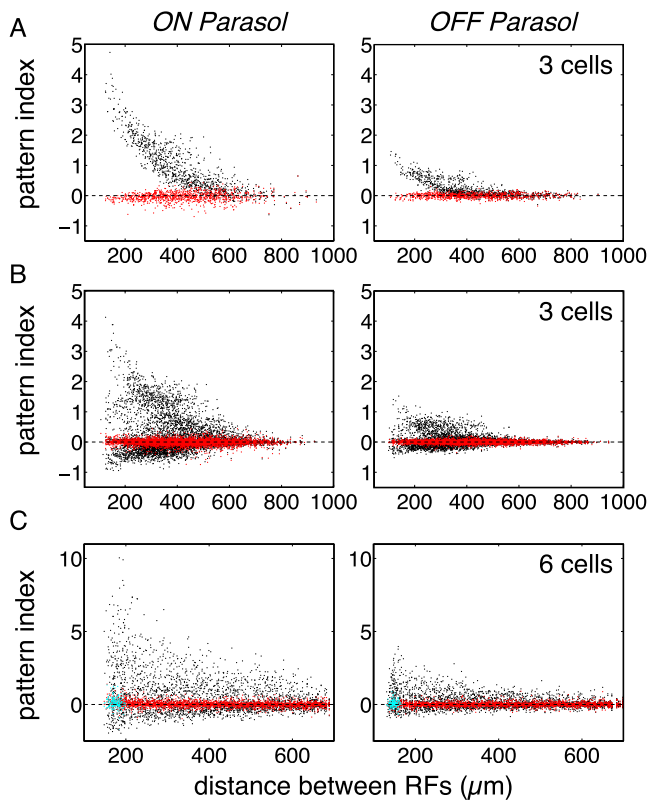 A ON Parasol OFF Parasol
5 5 3 cells
4 4
3 3
2 2
1 1
0 0
−1 −1
pattern index
200 400 600 800 1000 200 400 600 800 1000
B
5 5 3 cells
4 4
3 3
2 2
1 1
0 0
−1 −1
pattern index
200 400 600 800 1000 200 400 600 800 1000
C
10 10 6 cells
5 5
0 0
pattern index
200 400 600 200 400 600
distance between RFs (µm)